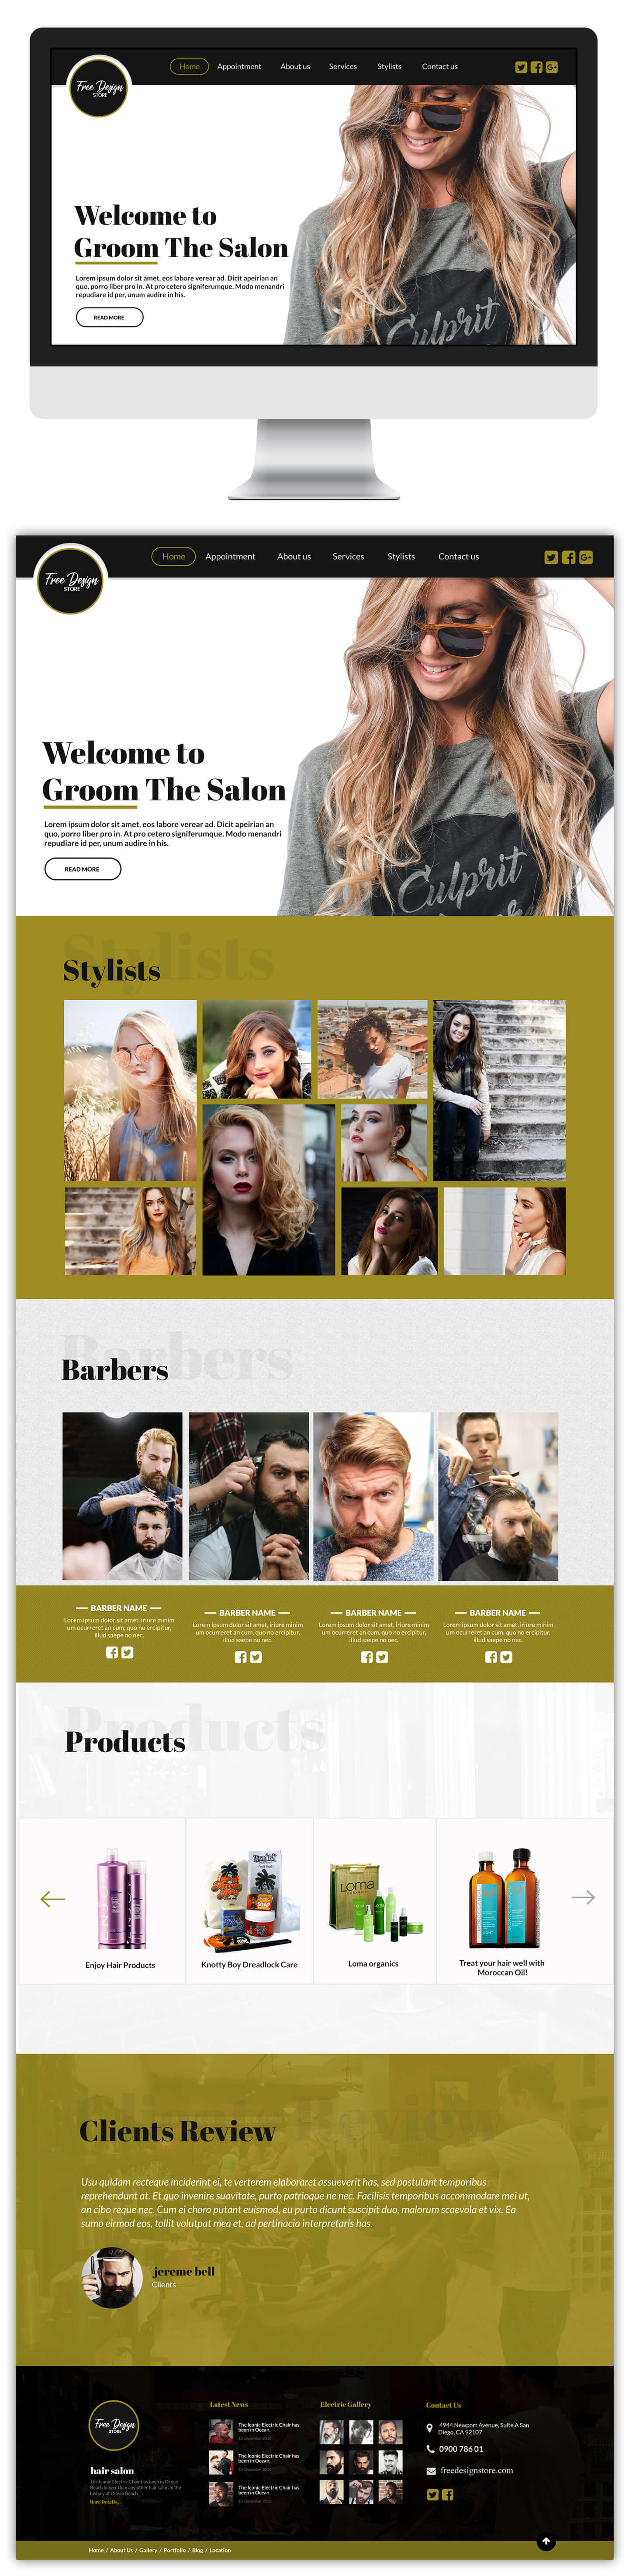 Free Design
STORE
Home Appointment About us Services Stylists Contact us
Welcome to
Groom The Salon
Lorem ipsum dolor sit amet, eos labore verear ad. Dicit apeirian an
quo, porro liber pro in. At pro cetero signiferumque. Modo menandri
repudiare id per, unum audire in his.
READ MORE
Culprit
Free Design
STORE
Home Appointment About us Services Stylists Contact us
Welcome to
Groom The Salon
Lorem ipsum dolor sit amet, eos labore verear ad. Dicit apeirian an
quo, porro liber pro in. At pro cetero signiferumque. Modo menandri
repudiare id per, unum audire in his.
READ MORE
Culprit
Stylists
Stylists
Barbers
Barbers
BARBER NAME
Lorem ipsum dolor sit amet, iriure minim
um ocurreret an cum, quo no ercipitur,
illud saepe no nec.
BARBER NAME
Lorem ipsum dolor sit amet, iriure minim
um ocurreret an cum, quo no ercipitur,
illud saepe no nec.
BARBER NAME
Lorem ipsum dolor sit amet, iriure minim
um ocurreret an cum, quo no ercipitur,
illud saepe no nec.
BARBER NAME
Lorem ipsum dolor sit amet, iriure minim
um ocurreret an cum, quo no ercipitur,
illud saepe no nec.
Products
Products
SOAP
Loma
Enjoy Hair Products
Knotty Boy Dreadlock Care
Loma organics
Treat your hair well with
Moroccan Oil!
Clients Review
Usu quidam recteque inciderint ei, te verterem elaboraret assueverit has, sed postulant temporibus
reprehendunt at. Et quo invenire suavitate, purto patrioque ne nec. Facilisis temporibus accommodare mei ut,
an cibo reque nec. Cum ei choro putant euismod, eu purto dicunt suscipit duo, malorum scaevola et vix. Ea
sumo eirmod eos, tollit volutpat mea et, ad pertinacia interpretaris has.
jereme bell
Clients
Free Design
STORE
hair salon
The Iconic Electric Chair has been in Ocean
Beach longer than any other hair salon in the
history of Ocean Beach.
More Details...
Latest News
The Iconic Electric Chair has
been in Ocean.
12 December 2016
The Iconic Electric Chair has
been in Ocean.
12 December 2016
The Iconic Electric Chair has
been in Ocean.
12 December 2016
Electric Gallery
Contact Us
4944 Newport Avenue, Suite A San
Diego, CA 92107
0900 786 01
freedesignstore.com
Home / About Us / Gallery / Portfolio / Blog / Location